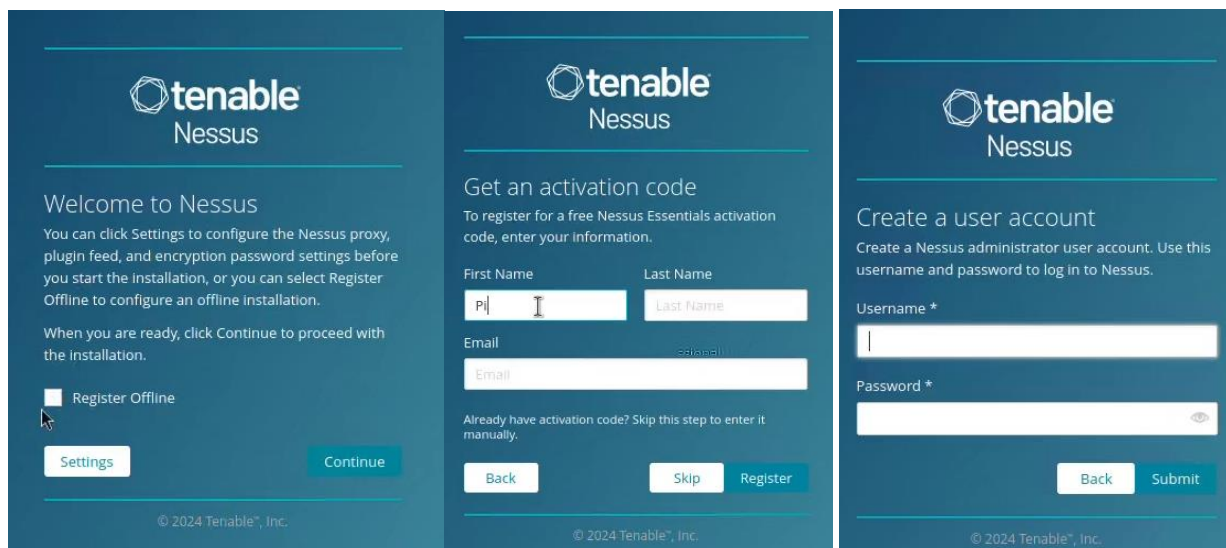 tenable
Nessus
Welcome to Nessus
You can click Settings to configure the Nessus proxy,
plugin feed, and encryption password settings before
you start the installation, or you can select Register
Offline to configure an offline installation.
When you are ready, click Continue to proceed with
the installation.
Register Offline
Settings
Continue
© 2024 Tenable™, Inc.
tenable
Nessus
Get an activation code
To register for a free Nessus Essentials activation
code, enter your information.
First Name
Last Name
Pi
Last Name
Email
Email
Already have activation code? Skip this step to enter it
manually.
Back
Skip
Register
© 2024 Tenable™, Inc.
tenable
Nessus
Create a user account
Create a Nessus administrator user account. Use this
username and password to log in to Nessus.
Username *
Password *
Back
Submit
© 2024 Tenable™, Inc.